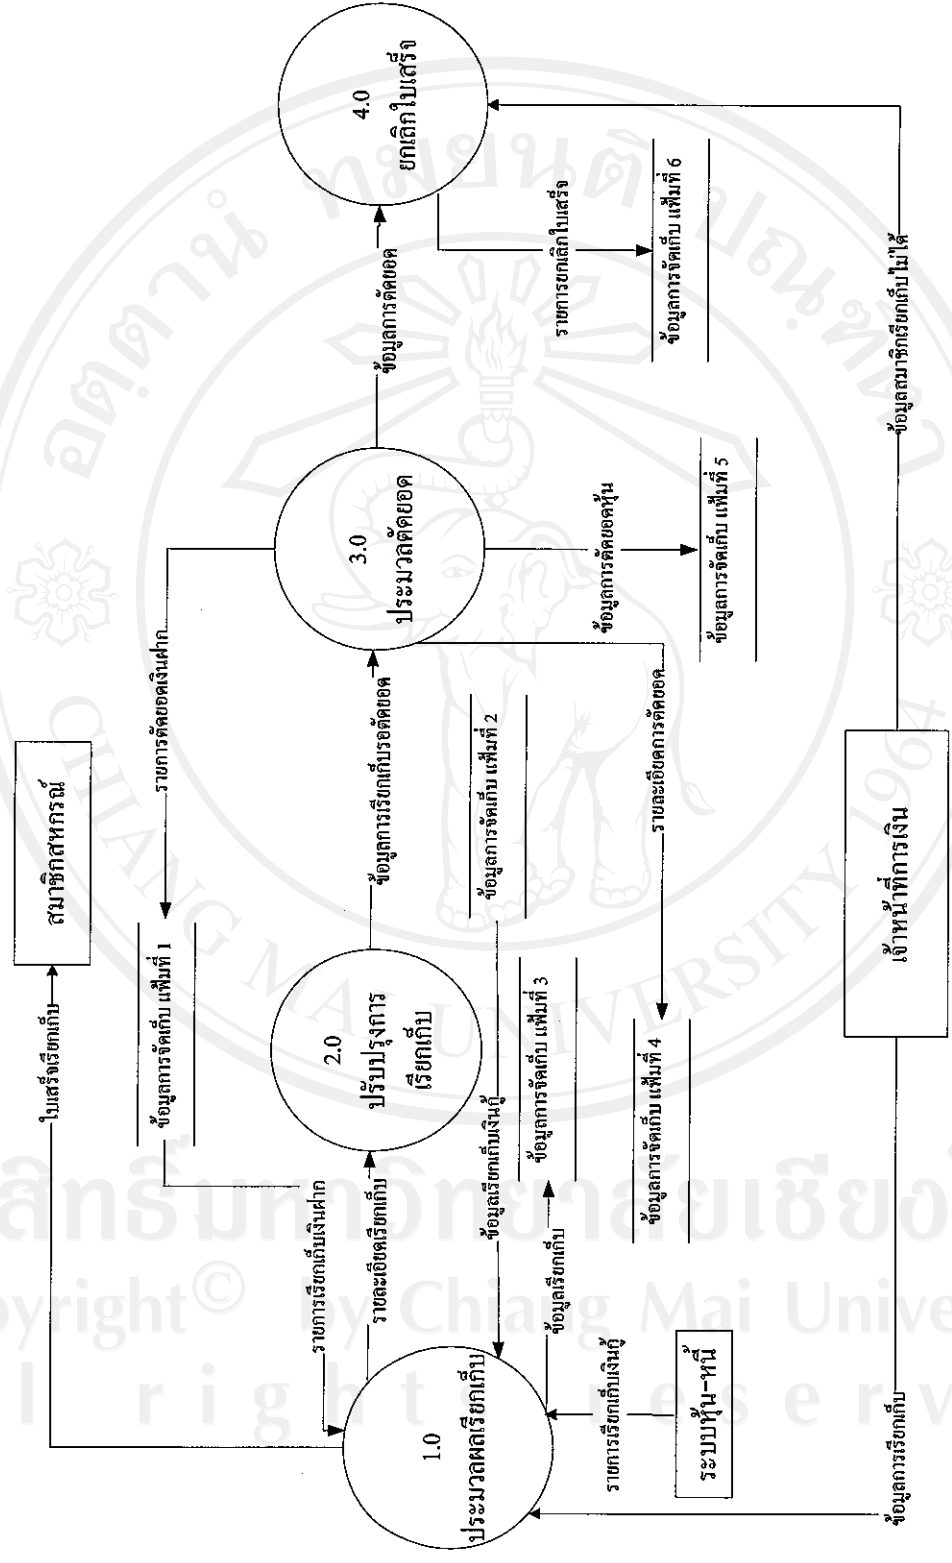 สมาชิกสหกรณ์
ใบเสร็จเรียกเก็บ
รายการตัดยอดเงินฝาก
ข้อมูลการจัดเก็บ แฟ้มที่ 1
รายการเรียกเก็บเงินฝาก
รายละเอียดเรียกเก็บ
1.0
ประมวลผลเรียกเก็บ
2.0
ปรับปรุงการ
เรียกเก็บ
ข้อมูลการเรียกเก็บรอตัดยอด
3.0
ประมวลตัดยอด
ข้อมูลการตัดยอด
4.0
ยกเลิกใบเสร็จ
ข้อมูลการจัดเก็บ แฟ้มที่ 2
ข้อมูลเรียกเก็บเงินกู้
ข้อมูลการจัดเก็บ แฟ้มที่ 3
ข้อมูลเรียกเก็บ
รายการเรียกเก็บเงินกู้
ระบบหุ้น-หนี้
รายละเอียดการตัดยอด
ข้อมูลการจัดเก็บ แฟ้มที่ 4
ข้อมูลการตัดยอดหุ้น
ข้อมูลการจัดเก็บ แฟ้มที่ 5
รายการยกเลิกใบเสร็จ
ข้อมูลการจัดเก็บ แฟ้มที่ 6
ข้อมูลการเรียกเก็บ
เจ้าหน้าที่การเงิน
ข้อมูลสมาชิกเรียกเก็บไม่ได้
CHIANG MAI UNIVERSITY 1964
by Chiang Mai Unive
rights reserv